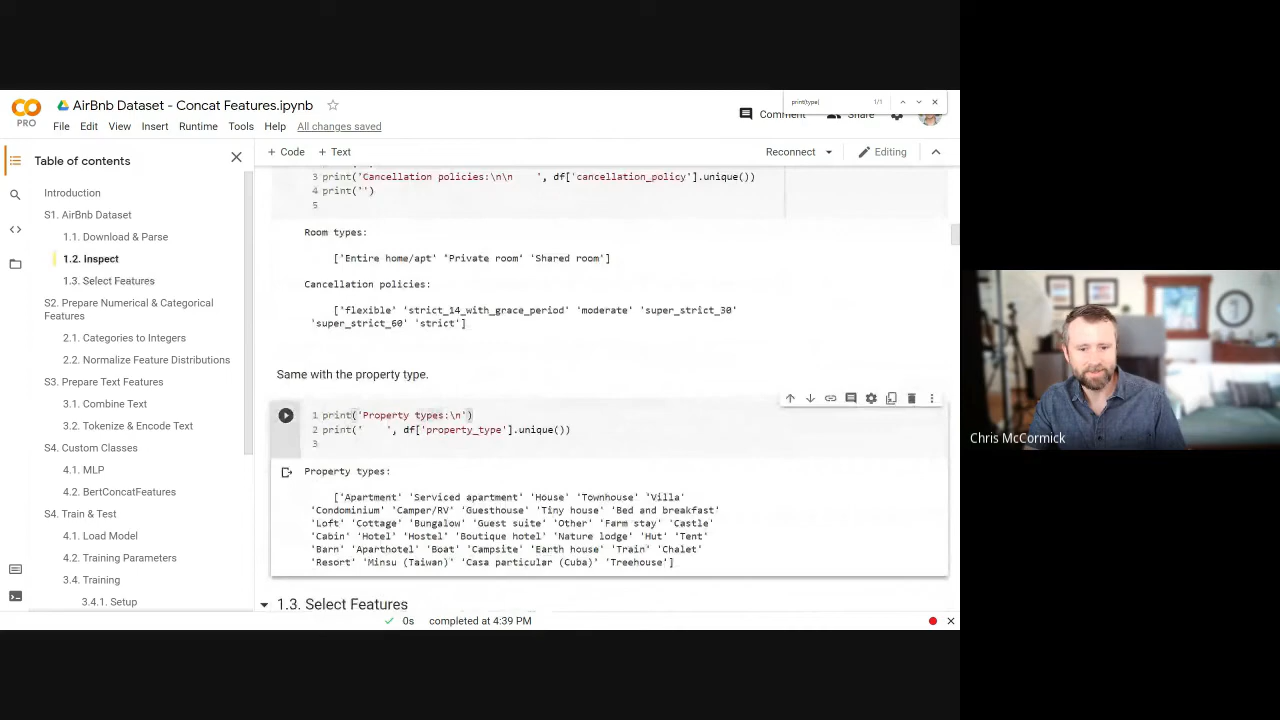 AirBnb Dataset - Concat Features.ipynb
print(type
1/1
PRO
File Edit View Insert Runtime Tools Help All changes saved
Comment
Share
Table of contents
+ Code + Text
Reconnect
Editing
Introduction
S1. AirBnb Dataset
1.1. Download & Parse
1.2. Inspect
1.3. Select Features
S2. Prepare Numerical & Categorical
Features
2.1. Categories to Integers
2.2. Normalize Feature Distributions
S3. Prepare Text Features
3.1. Combine Text
3.2. Tokenize & Encode Text
S4. Custom Classes
4.1. MLP
4.2. BertConcatFeatures
S4. Train & Test
4.1. Load Model
4.2. Training Parameters
3.4. Training
3.4.1. Setup
3 print('Cancellation policies:\n\n    ', df['cancellation_policy'].unique())
4 print('')
5
Room types:
['Entire home/apt' 'Private room' 'Shared room']
Cancellation policies:
['flexible' 'strict_14_with_grace_period' 'moderate' 'super_strict_30'
'super_strict_60' 'strict']
Same with the property type.
1 print('Property types:\n')
2 print('    ', df['property_type'].unique())
3
Property types:
['Apartment' 'Serviced apartment' 'House' 'Townhouse' 'Villa'
'Condominium' 'Camper/RV' 'Guesthouse' 'Tiny house' 'Bed and breakfast'
'Loft' 'Cottage' 'Bungalow' 'Guest suite' 'Other' 'Farm stay' 'Castle'
'Cabin' 'Hotel' 'Hostel' 'Boutique hotel' 'Nature lodge' 'Hut' 'Tent'
'Barn' 'Aparthotel' 'Boat' 'Campsite' 'Earth house' 'Train' 'Chalet'
'Resort' 'Minsu (Taiwan)' 'Casa particular (Cuba)' 'Treehouse']
1.3. Select Features
0s completed at 4:39 PM
Chris McCormick